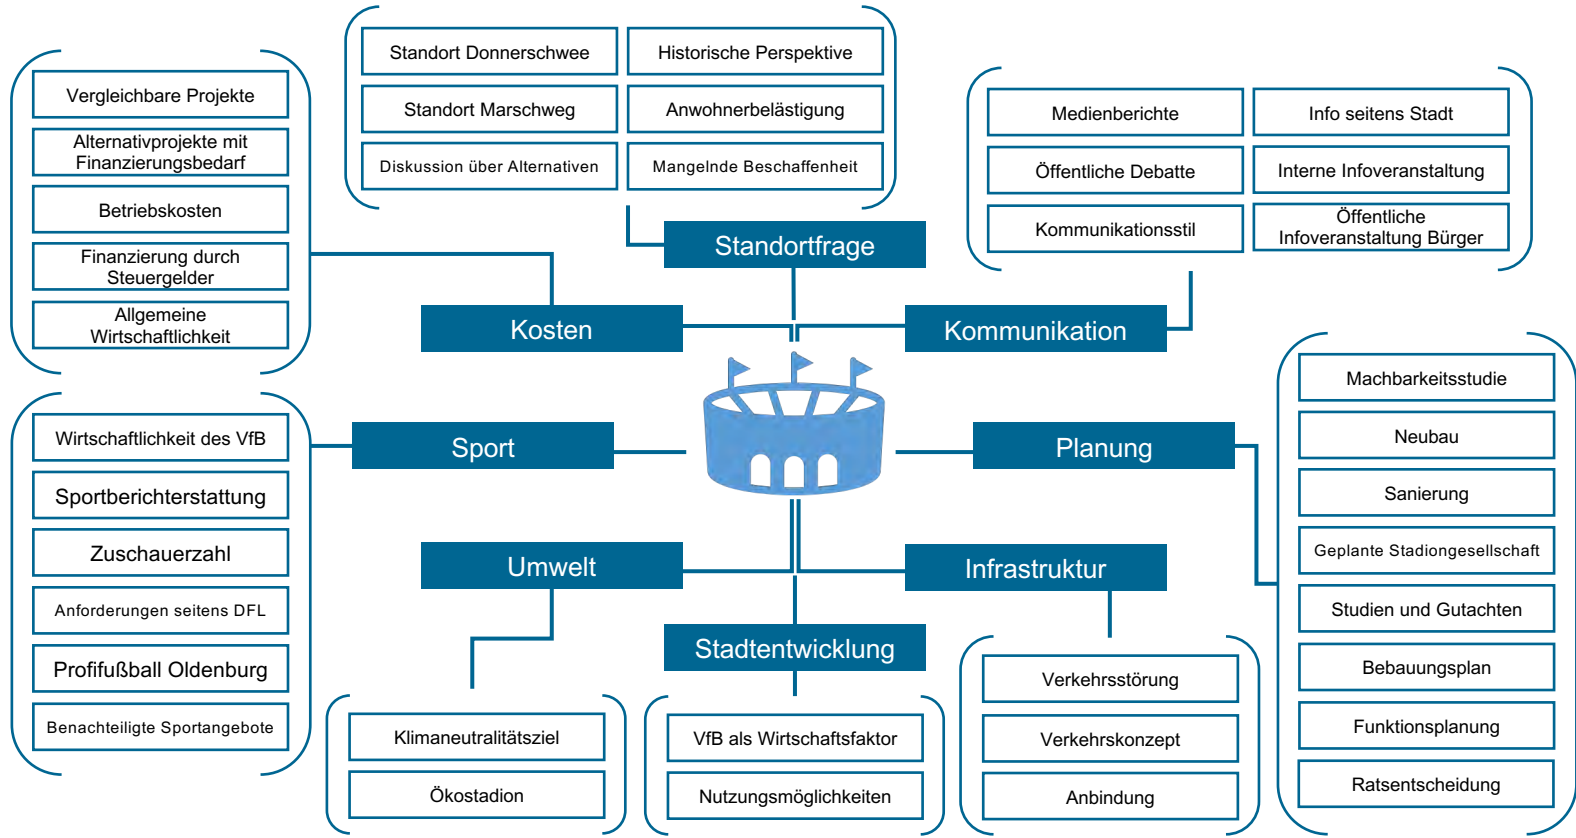 Standort Donnerschwee
Historische Perspektive
Standort Marschweg
Anwohnerbelästigung
Diskussion über Alternativen
Mangelnde Beschaffenheit
Standortfrage
Vergleichbare Projekte
Alternativprojekte mit
Finanzierungsbedarf
Betriebskosten
Finanzierung durch
Steuergelder
Allgemeine
Wirtschaftlichkeit
Kosten
Medienberichte
Info seitens Stadt
Öffentliche Debatte
Interne Infoveranstaltung
Kommunikationsstil
Öffentliche
Infoveranstaltung Bürger
Kommunikation
Wirtschaftlichkeit des VfB
Sportberichterstattung
Zuschauerzahl
Anforderungen seitens DFL
Profifußball Oldenburg
Benachteiligte Sportangebote
Sport
Planung
Machbarkeitsstudie
Neubau
Sanierung
Geplante Stadiongesellschaft
Studien und Gutachten
Bebauungsplan
Funktionsplanung
Ratsentscheidung
Umwelt
Klimaneutralitätsziel
Ökostadion
Stadtentwicklung
VfB als Wirtschaftsfaktor
Nutzungsmöglichkeiten
Infrastruktur
Verkehrsstörung
Verkehrskonzept
Anbindung